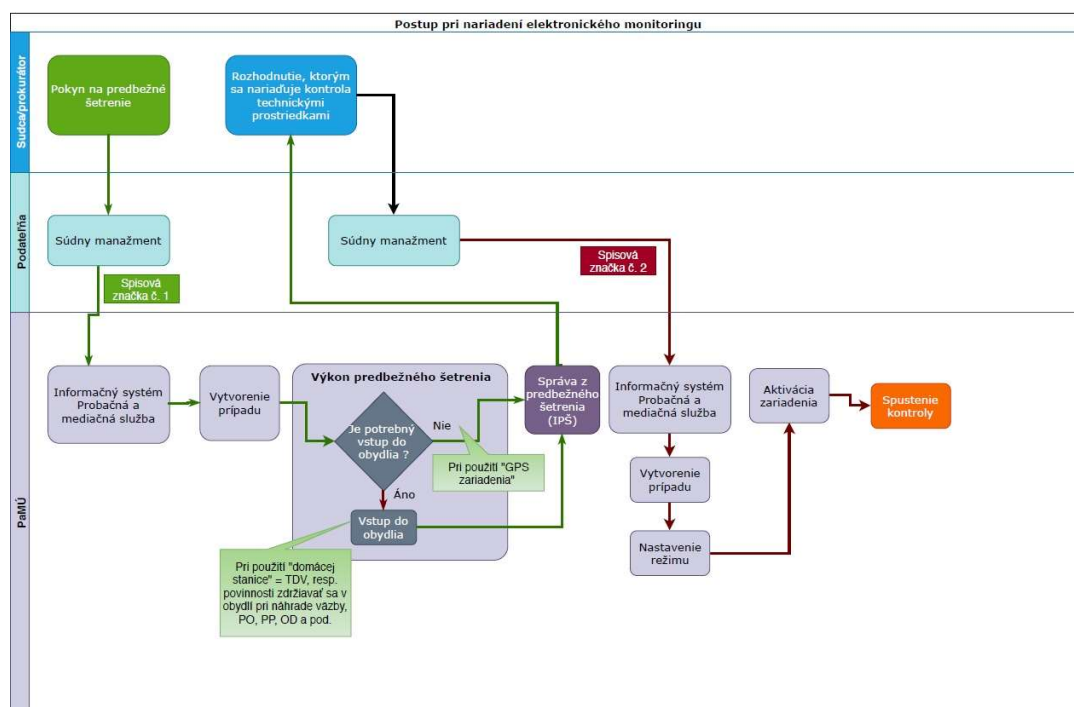 Postup pri nariadení elektronického monitoringu
Sudca/prokurátor
Pokyn na predbežné
šetrenie
Rozhodnutie, ktorým
sa nariaďuje kontrola
technickými
prostriedkami
Podateľňa
Súdny manažment
Spisová
značka č. 1
Súdny manažment
Spisová
značka č. 2
PaMÚ
Informačný systém
Probačná a
mediačná služba
Vytvorenie
prípadu
Výkon predbežného šetrenia
Je potrebný
vstup do
obydlia ?
Nie
Pri použití "GPS
zariadenia"
Áno
Vstup do
obydlia
Pri použití "domácej
stanice" = TDV, resp.
povinnosti zdržiavať sa v
obydlí pri náhrade väzby,
PO, PP, OD a pod.
Správa z
predbežného
šetrenia
(IPŠ)
Informačný systém
Probačná a
mediačná služba
Vytvorenie
prípadu
Nastavenie
režimu
Aktivácia
zariadenia
Spustenie
kontroly